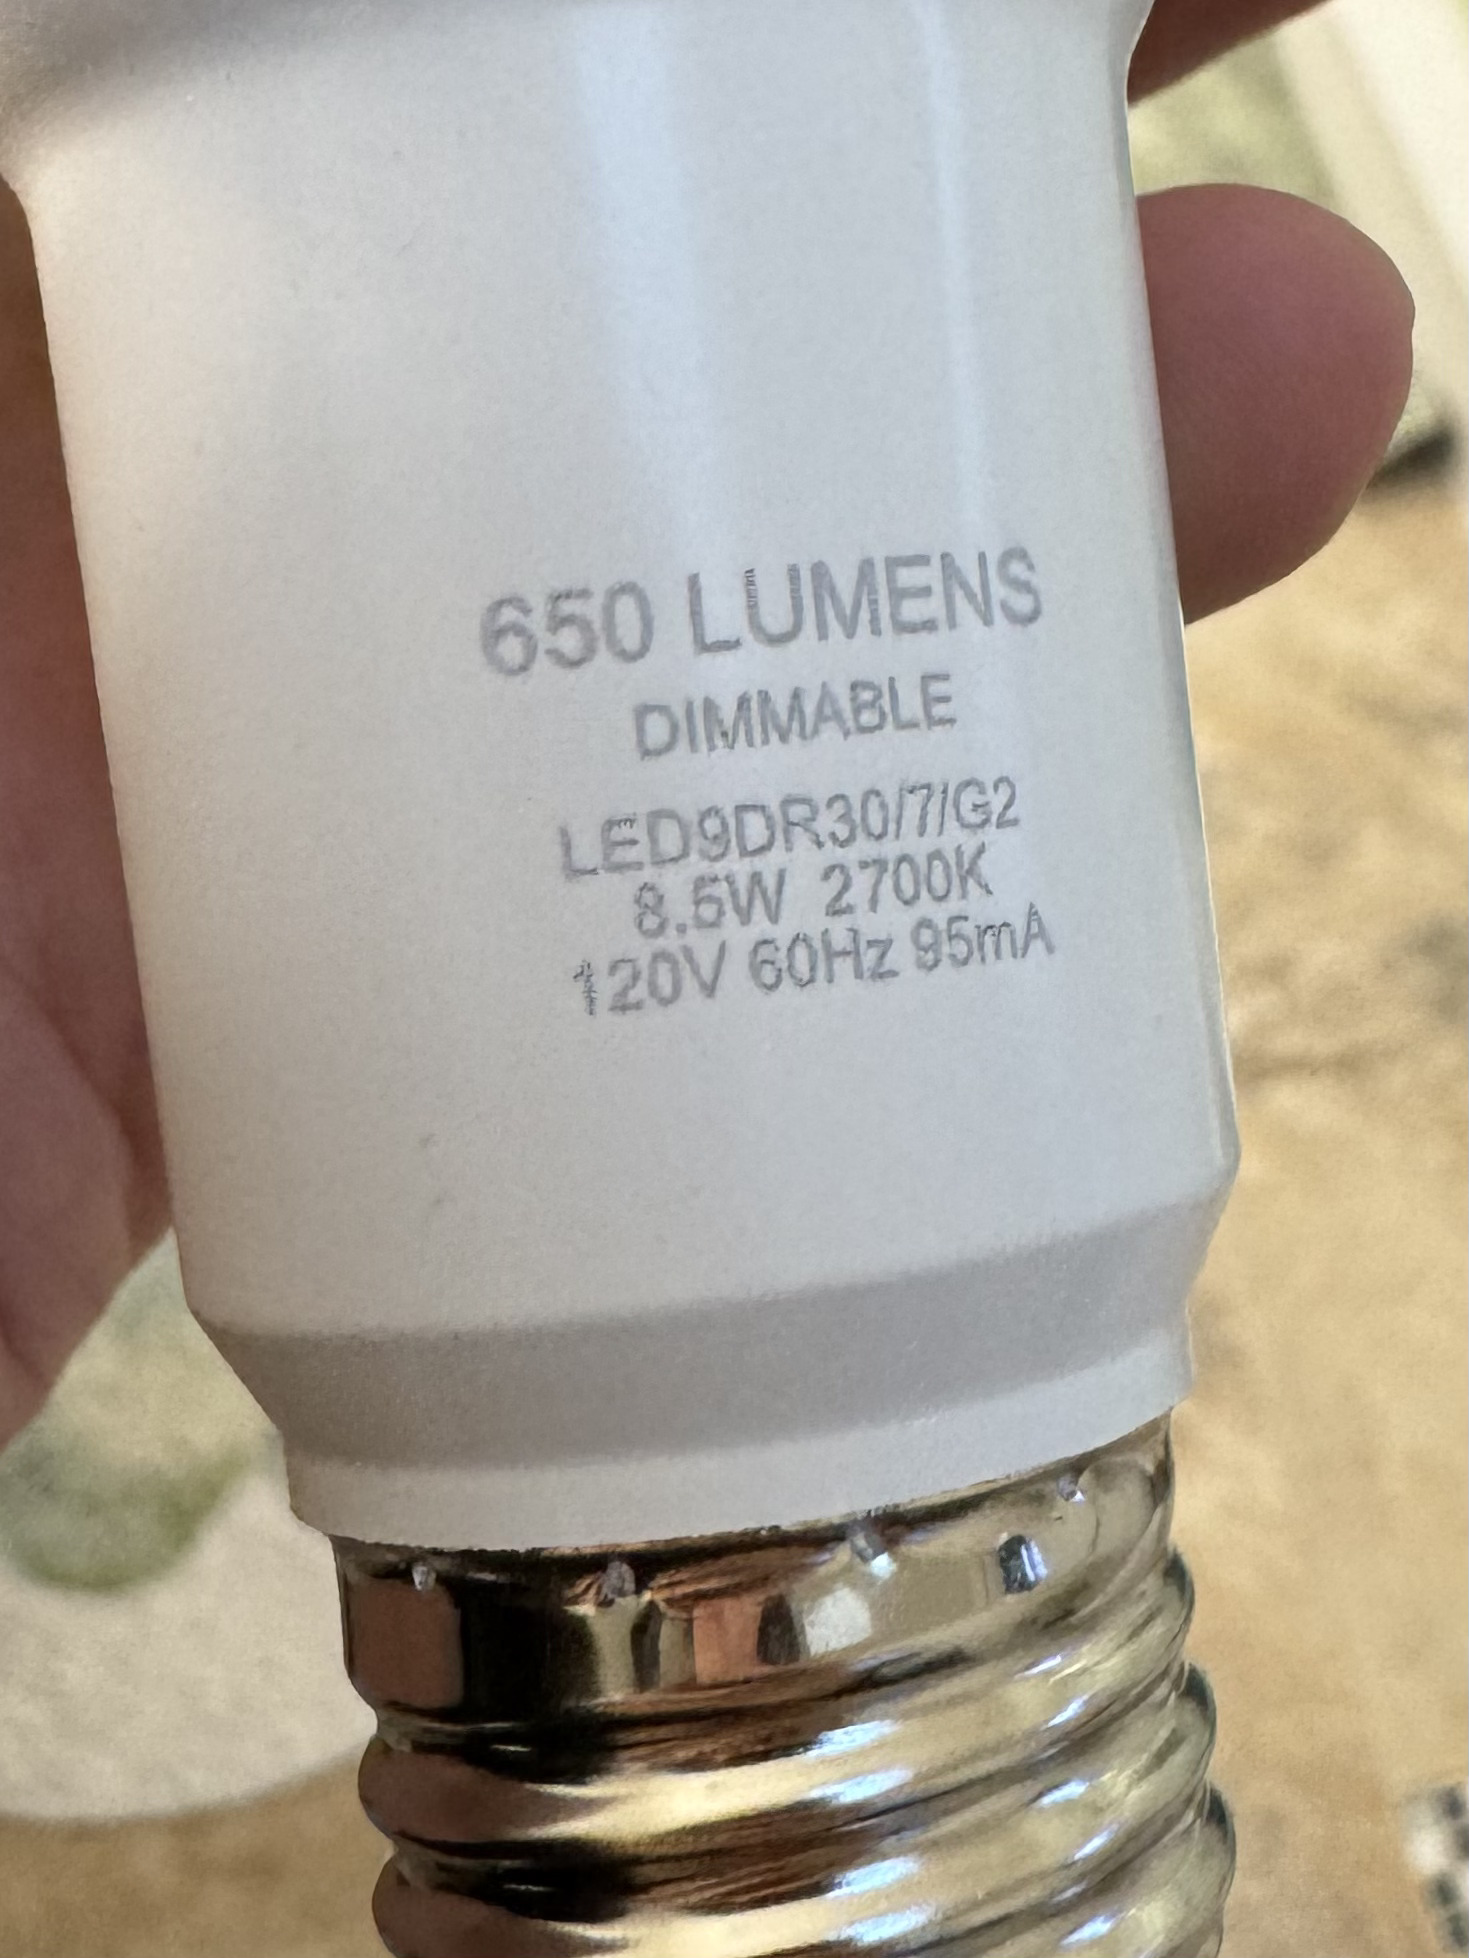 650 LUMENS
DIMMABLE
LED9DR30/7/G2
8.5W 2700K
120V 60Hz 95mA